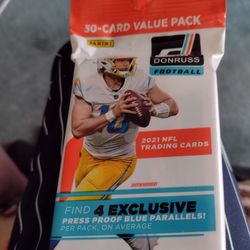 30-CARD VALUE PACK
PANINI
DONRUSS
FOOTBALL
10
2021 NFL
TRADING CARDS
FIND 4 EXCLUSIVE
PRESS PROOF BLUE PARALLELS!
PER PACK, ON AVERAGE